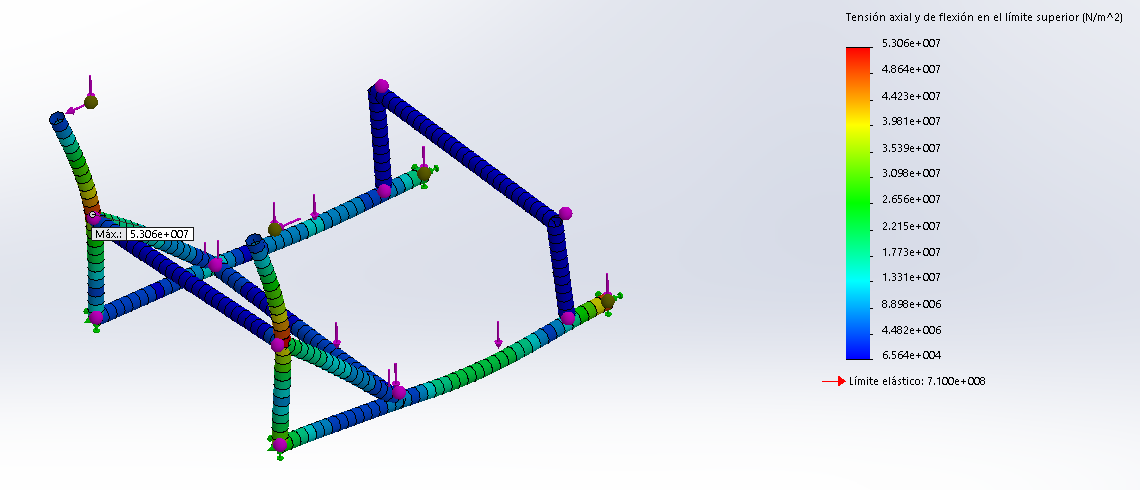 Tensión axial y de flexión en el límite superior (N/m^2)
5.306e+007
4.864e+007
4.423e+007
3.981e+007
3.539e+007
3.098e+007
2.656e+007
2.215e+007
1.773e+007
1.331e+007
8.898e+006
4.482e+006
6.564e+004
Límite elástico: 7.100e+008
Máx.: 5.306e+007